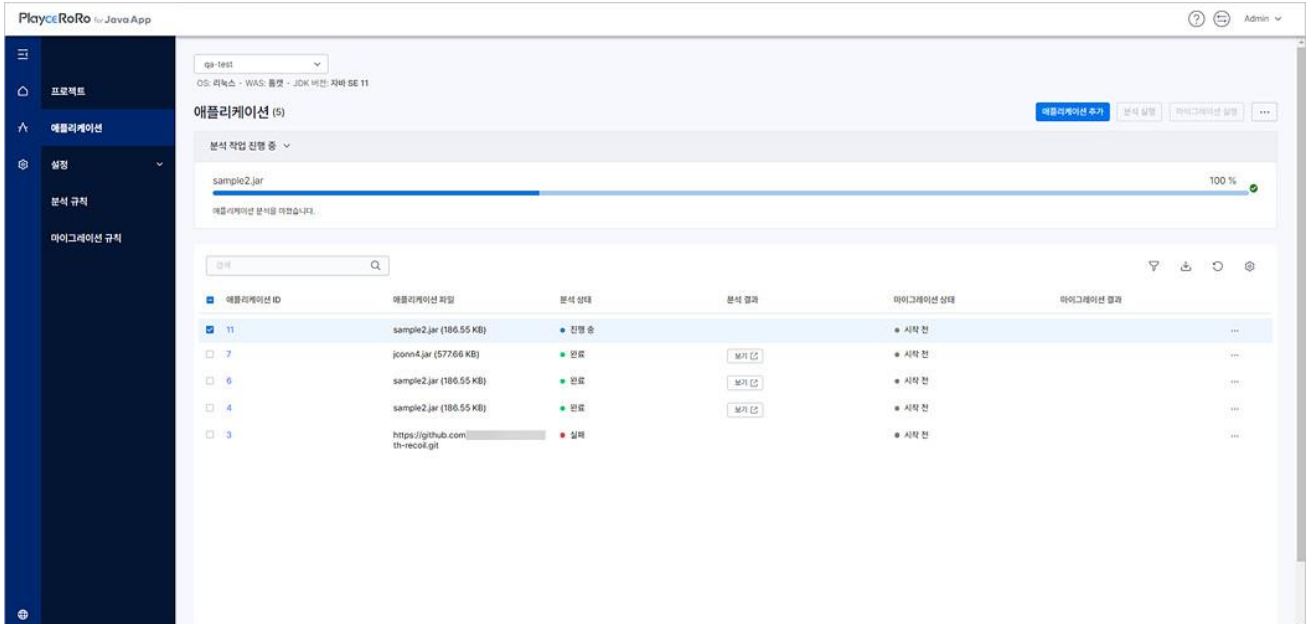 PlayceRoRo for Java App
Admin
qa-test
OS: 리눅스 - WAS: 톰캣 - JDK 버전: 자바 SE 11
프로젝트
애플리케이션
설정
분석 규칙
마이그레이션 규칙
애플리케이션 (5)
애플리케이션 추가
분석 실행
마이그레이션 실행
분석 작업 진행 중
sample2.jar
100 %
애플리케이션 분석을 마쳤습니다.
검색
애플리케이션 ID 애플리케이션 파일 분석 상태 분석 결과 마이그레이션 상태 마이그레이션 결과
11 sample2.jar (186.55 KB) 진행 중 시작 전
7 jconn4.jar (577.66 KB) 완료 보기 시작 전
6 sample2.jar (186.55 KB) 완료 보기 시작 전
4 sample2.jar (186.55 KB) 완료 보기 시작 전
3 https://github.com 실패 시작 전
th-recoil.git